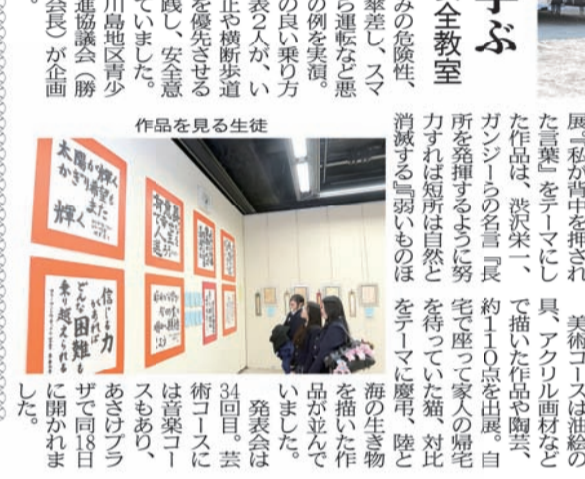 ぶ
全教室
みの危険性、
傘差し、スマ
ら運転など悪
の例を実演。
の良い乗り方
表２人が、い
止や横断歩道
を優先させる
践し、安全意
ていました。
川島地区青少
進協議会（勝
会長）が企画
。
展『私が背中を押され
た言葉』をテーマにし
た作品は、渋沢栄一、
ガンジーらの名言『長
所を発揮するように努
力すれば短所は自然と
消滅する』『弱いものほ
作品を見る生徒
太陽が輝く
かぎり希望も
また
輝く
信じる力
があれば
どんな困難も
乗り越えられる
美術コースは油絵の
具、アクリル画材など
で描いた作品や陶芸、
約１１０点を出展。自
宅で座って家人の帰宅
を待っていた猫、対比
をテーマに慶弔、陸と
海の生き物
を描いた作
品が並んで
いました。
発表会は
34回目。芸
術コースに
は音楽コー
スもあり、
あさけプラ
ザで同18日
に開かれま
した。